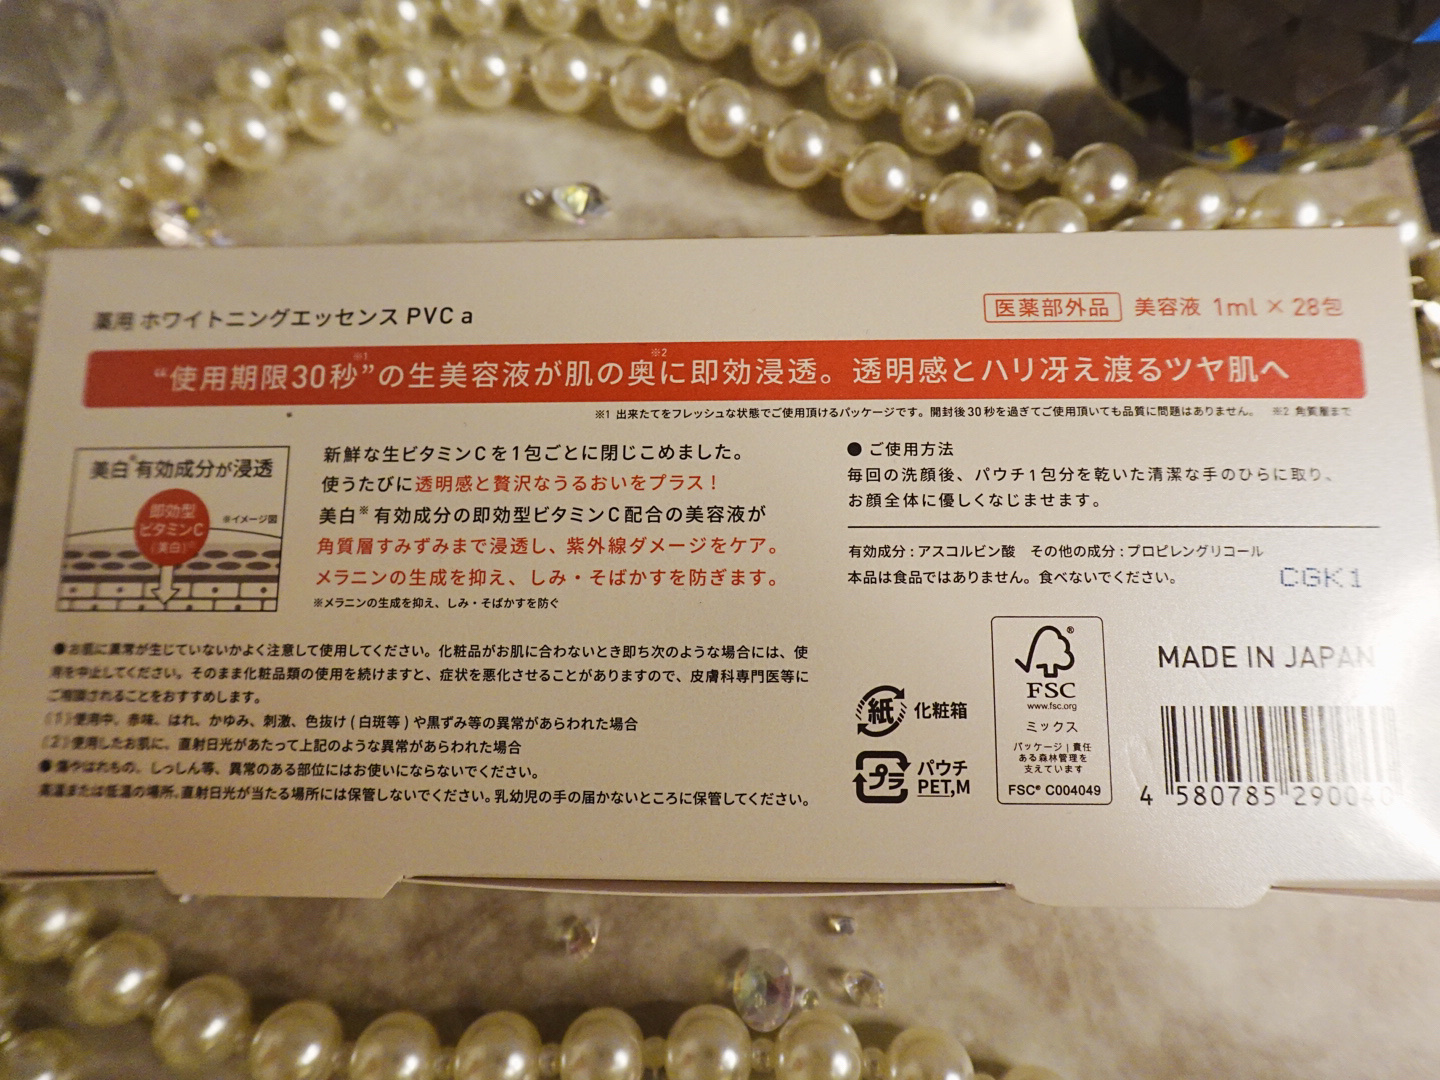 薬用 ホワイトニングエッセンス PVC a
医薬部外品 美容液 1ml × 28包
“使用期限30秒※1”の生美容液が肌の奥※2に即効浸透。透明感とハリ冴え渡るツヤ肌へ
※1 出来たてをフレッシュな状態でご使用頂けるパッケージです。開封後30秒を過ぎてご使用頂いても品質に問題はありません。 ※2 角質層まで
美白※有効成分が浸透
即効型
ビタミンC
(美白)※
※イメージ図
新鮮な生ビタミンCを1包ごとに閉じこめました。
使うたびに透明感と贅沢なうるおいをプラス！
美白※有効成分の即効型ビタミンC配合の美容液が
角質層すみずみまで浸透し、紫外線ダメージをケア。
メラニンの生成を抑え、しみ・そばかすを防ぎます。
※メラニンの生成を抑え、しみ・そばかすを防ぐ
● ご使用方法
毎回の洗顔後、パウチ1包分を乾いた清潔な手のひらに取り、
お顔全体に優しくなじませます。
有効成分：アスコルビン酸　その他の成分：プロピレングリコール
本品は食品ではありません。食べないでください。
CGK1
●お肌に異常が生じていないかよく注意して使用してください。化粧品がお肌に合わないとき即ち次のような場合には、使
用を中止してください。そのまま化粧品類の使用を続けますと、症状を悪化させることがありますので、皮膚科専門医等に
ご相談されることをおすすめします。
(1)使用中、赤味、はれ、かゆみ、刺激、色抜け(白斑等)や黒ずみ等の異常があらわれた場合
(2)使用したお肌に、直射日光があたって上記のような異常があらわれた場合
●傷やはれもの、しっしん等、異常のある部位にはお使いにならないでください。
高温または低温の場所、直射日光が当たる場所には保管しないでください。乳幼児の手の届かないところに保管してください。
紙 化粧箱
プラ パウチ
PET,M
®
FSC
www.fsc.org
ミックス
パッケージ｜責任
ある森林管理を
支えています
FSC® C004049
MADE IN JAPAN
4 580785 290040